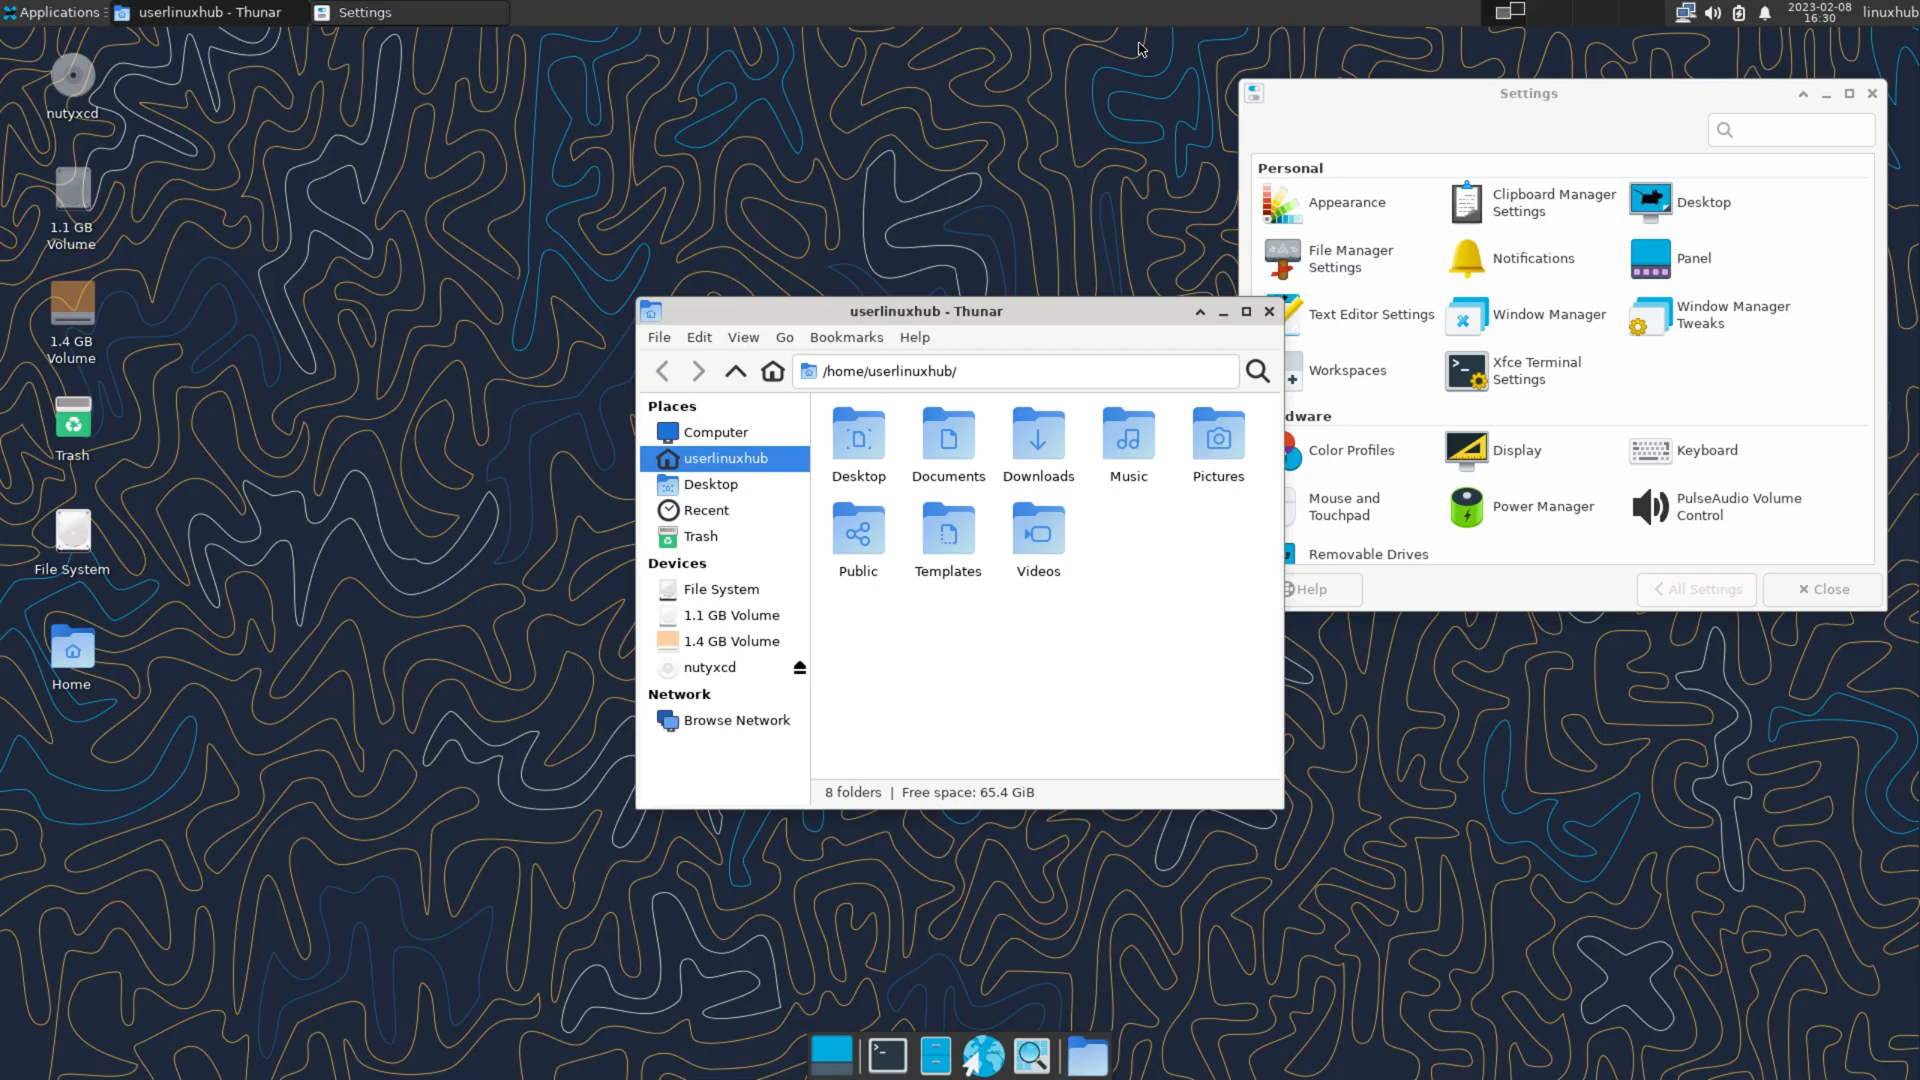 Applications
userlinuxhub - Thunar
Settings
2023-02-08
16:30
linuxhub
nutyxcd
1.1 GB
Volume
1.4 GB
Volume
Trash
File System
Home
Settings
Personal
Appearance
Clipboard Manager
Settings
Desktop
File Manager
Settings
Notifications
Panel
Text Editor Settings
Window Manager
Window Manager
Tweaks
Workspaces
Xfce Terminal
Settings
dware
Color Profiles
Display
Keyboard
Mouse and
Touchpad
Power Manager
PulseAudio Volume
Control
Removable Drives
Help
All Settings
Close
userlinuxhub - Thunar
File Edit View Go Bookmarks Help
/home/userlinuxhub/
Places
Computer
userlinuxhub
Desktop
Recent
Trash
Devices
File System
1.1 GB Volume
1.4 GB Volume
nutyxcd
Network
Browse Network
Desktop
Documents
Downloads
Music
Pictures
Public
Templates
Videos
8 folders | Free space: 65.4 GiB